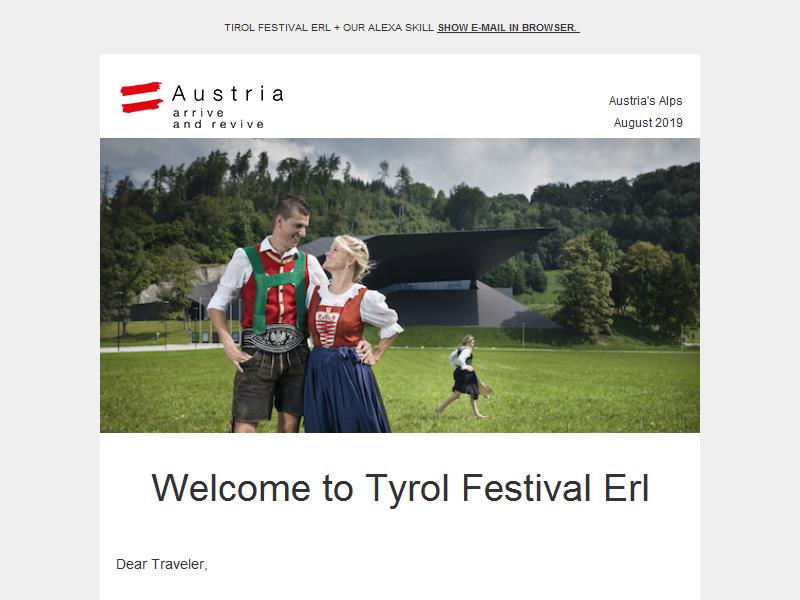 TIROL FESTIVAL ERL + OUR ALEXA SKILL SHOW E-MAIL IN BROWSER.
Austria
arrive
and revive
Austria's Alps
August 2019
Welcome to Tyrol Festival Erl
Dear Traveler,